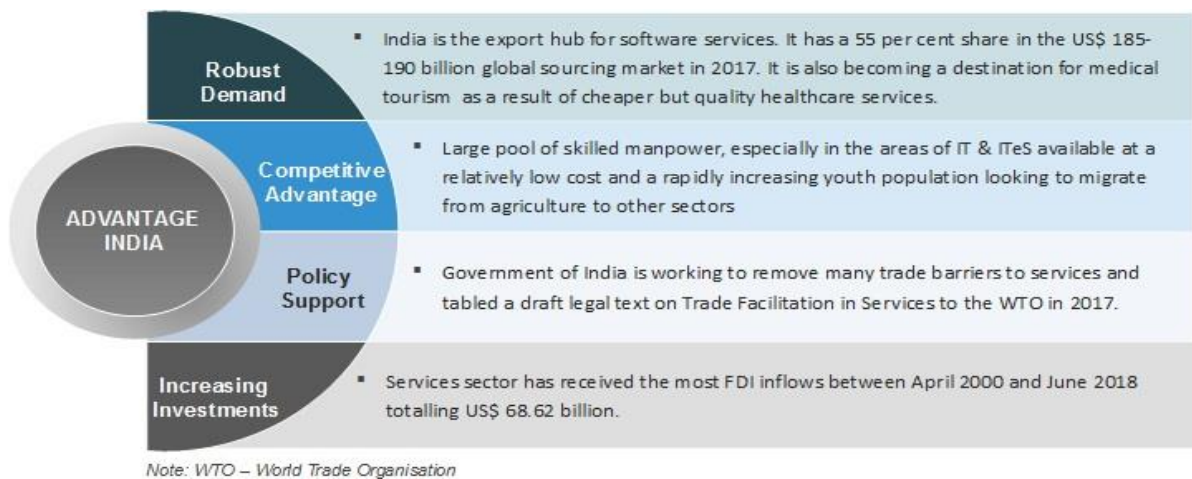 ADVANTAGE
INDIA
Robust
Demand
▪ India is the export hub for software services. It has a 55 per cent share in the US$ 185-
190 billion global sourcing market in 2017. It is also becoming a destination for medical
tourism as a result of cheaper but quality healthcare services.
Competitive
Advantage
▪ Large pool of skilled manpower, especially in the areas of IT & ITeS available at a
relatively low cost and a rapidly increasing youth population looking to migrate
from agriculture to other sectors
Policy
Support
▪ Government of India is working to remove many trade barriers to services and
tabled a draft legal text on Trade Facilitation in Services to the WTO in 2017.
Increasing
Investments
▪ Services sector has received the most FDI inflows between April 2000 and June 2018
totalling US$ 68.62 billion.
Note: WTO – World Trade Organisation